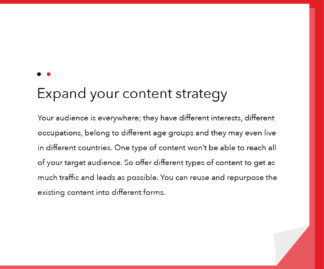 Expand your content strategy
Your audience is everywhere; they have different interests, different
occupations, belong to different age groups and they may even live
in different countries. One type of content won't be able to reach all
of your target audience. So offer different types of content to get as
much traffic and leads as possible. You can reuse and repurpose the
existing content into different forms.